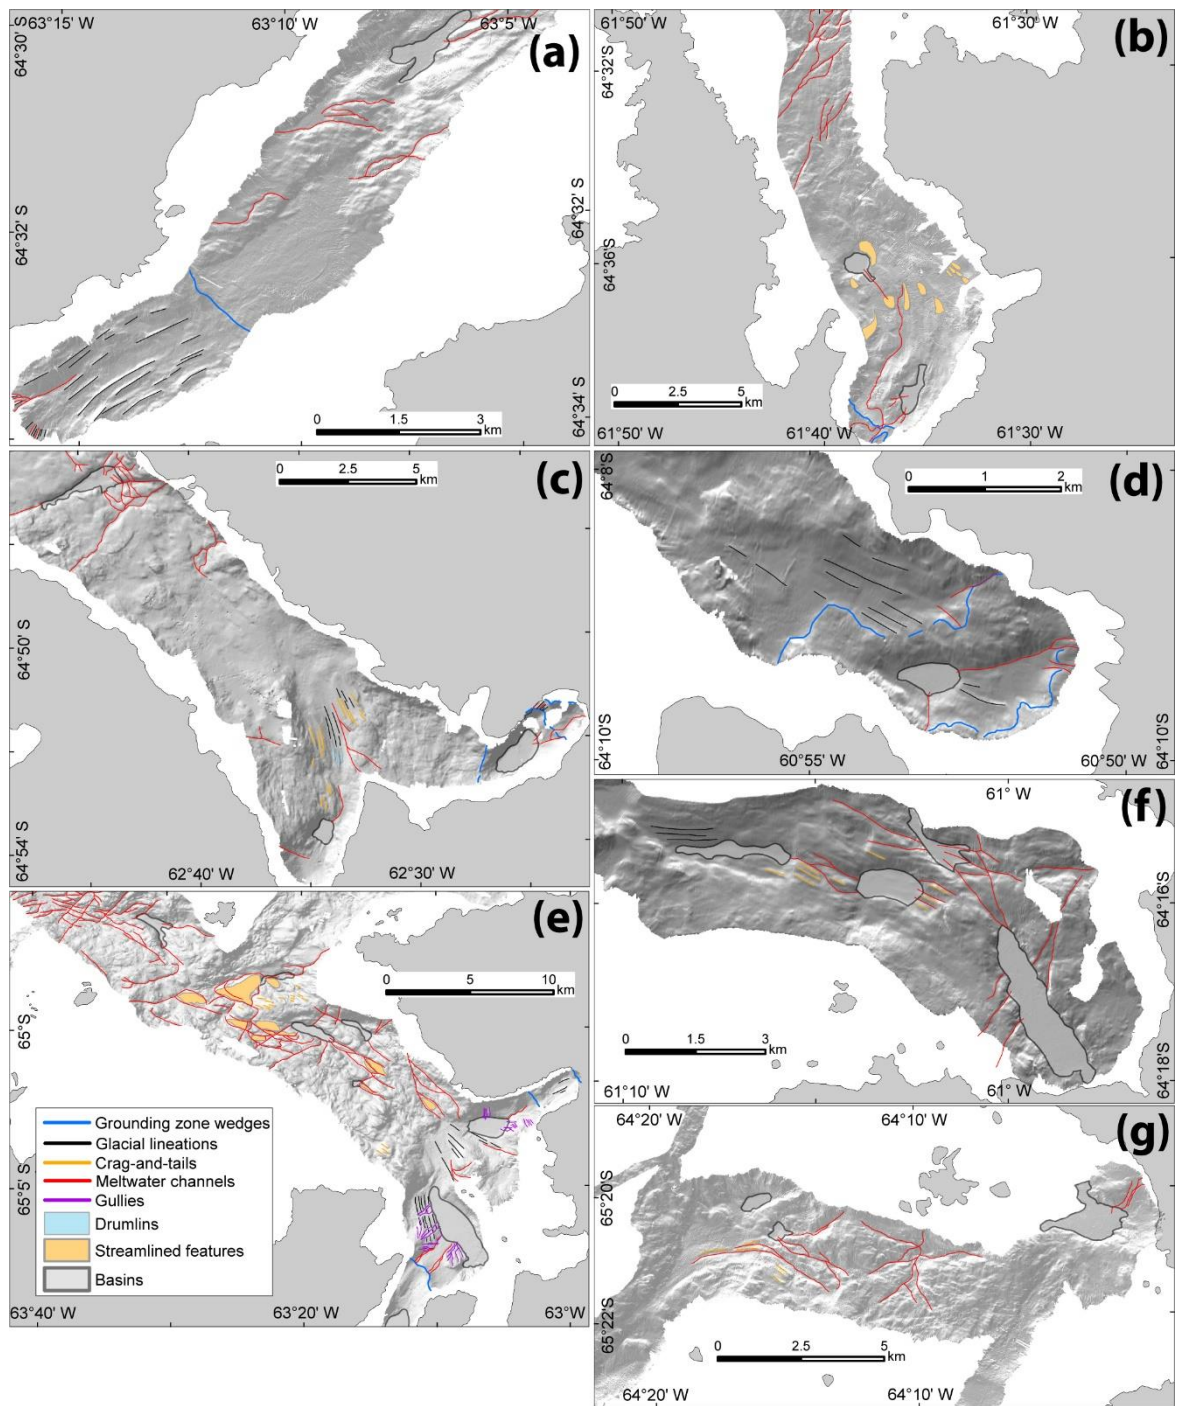 63°15' W 63°10' W 63°5' W
64°30' S
(a)
64°32' S
64°32' S
64°34' S
63°10' W
0 1.5 3
km
61°50' W 61°30' W
(b)
64°32'S
64°36'S
0 2.5 5
km
61°50' W 61°40' W 61°30' W
0 2.5 5
km
(c)
64°50' S
64°10'S
64°54' S
62°40' W 62°30' W
64°8'S
0 1 2
km
(d)
64°10'S
60°55' W 60°50' W
(e)
0 5 10
km
65°S
65°5'S
Grounding zone wedges
Glacial lineations
Crag-and-tails
Meltwater channels
Gullies
Drumlins
Streamlined features
Basins
63°40' W 63°20' W 63° W
61° W
(f)
64°16'S
0 1.5 3
km
64°18'S
61°10' W 61° W
64°20' W 64°10' W
(g)
65°20'S
65°22'S
0 2.5 5
km
64°20' W 64°10' W